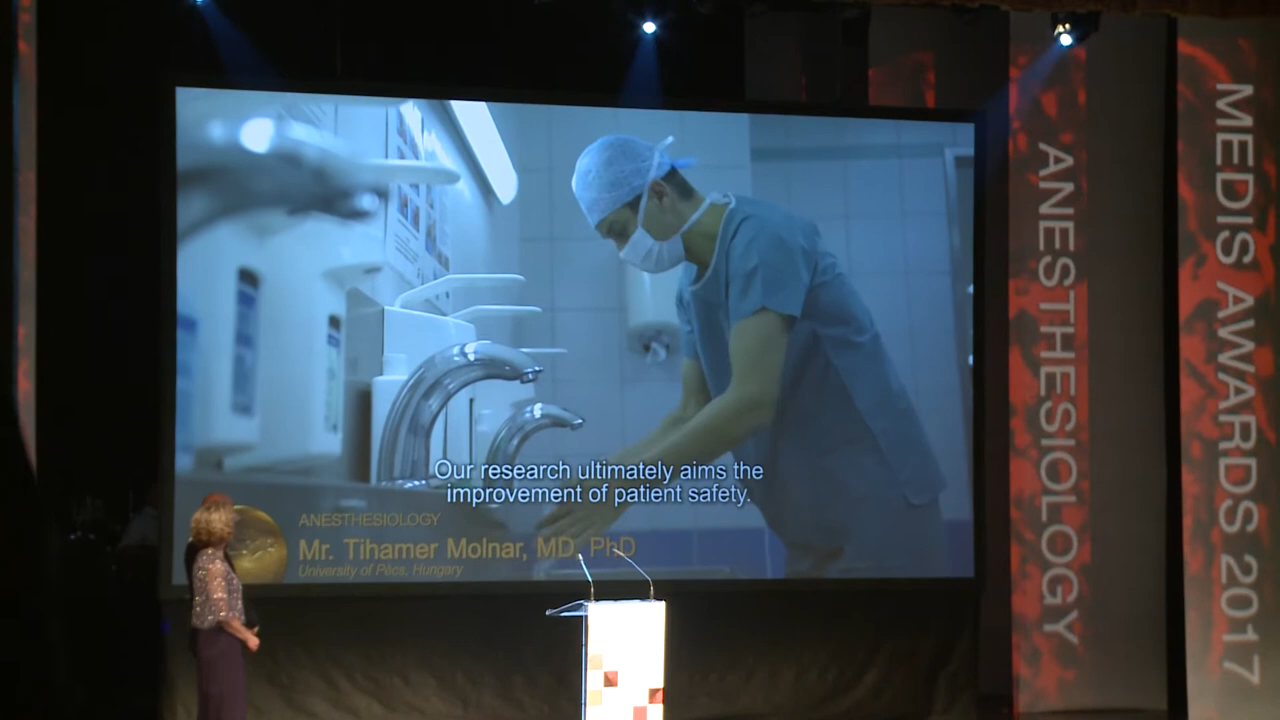 Our research ultimately aims the
improvement of patient safety.
ANESTHESIOLOGY
Mr. Tihamer Molnar, MD, PhD
University of Pécs, Hungary
ANESTHESIOLOGY
MEDIS AWARDS 2017